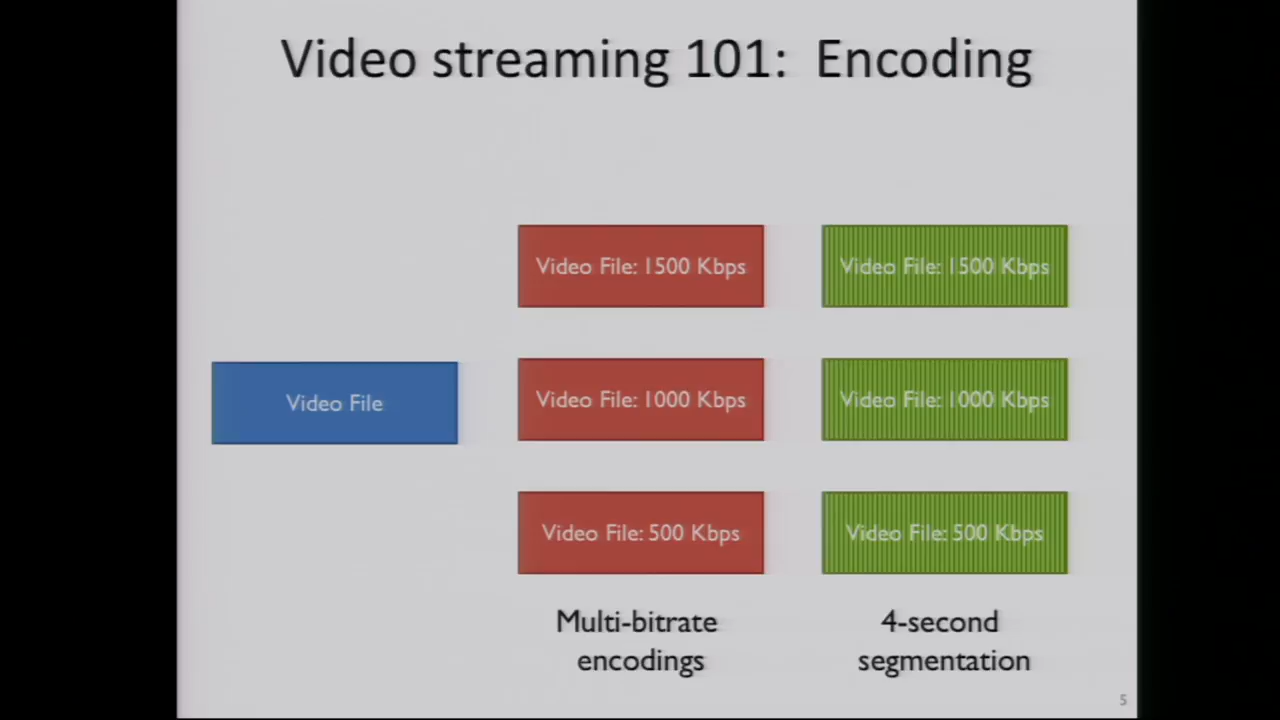 Video streaming 101: Encoding
Video File: 1500 Kbps
Video File: 1500 Kbps
Video File
Video File: 1000 Kbps
Video File: 1000 Kbps
Video File: 500 Kbps
Video File: 500 Kbps
Multi-bitrate
encodings
4-second
segmentation
5